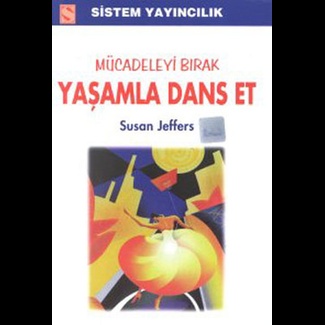 SİSTEM YAYINCILIK
MÜCADELEYİ BIRAK
YAŞAMLA DANS ET
Susan Jeffers